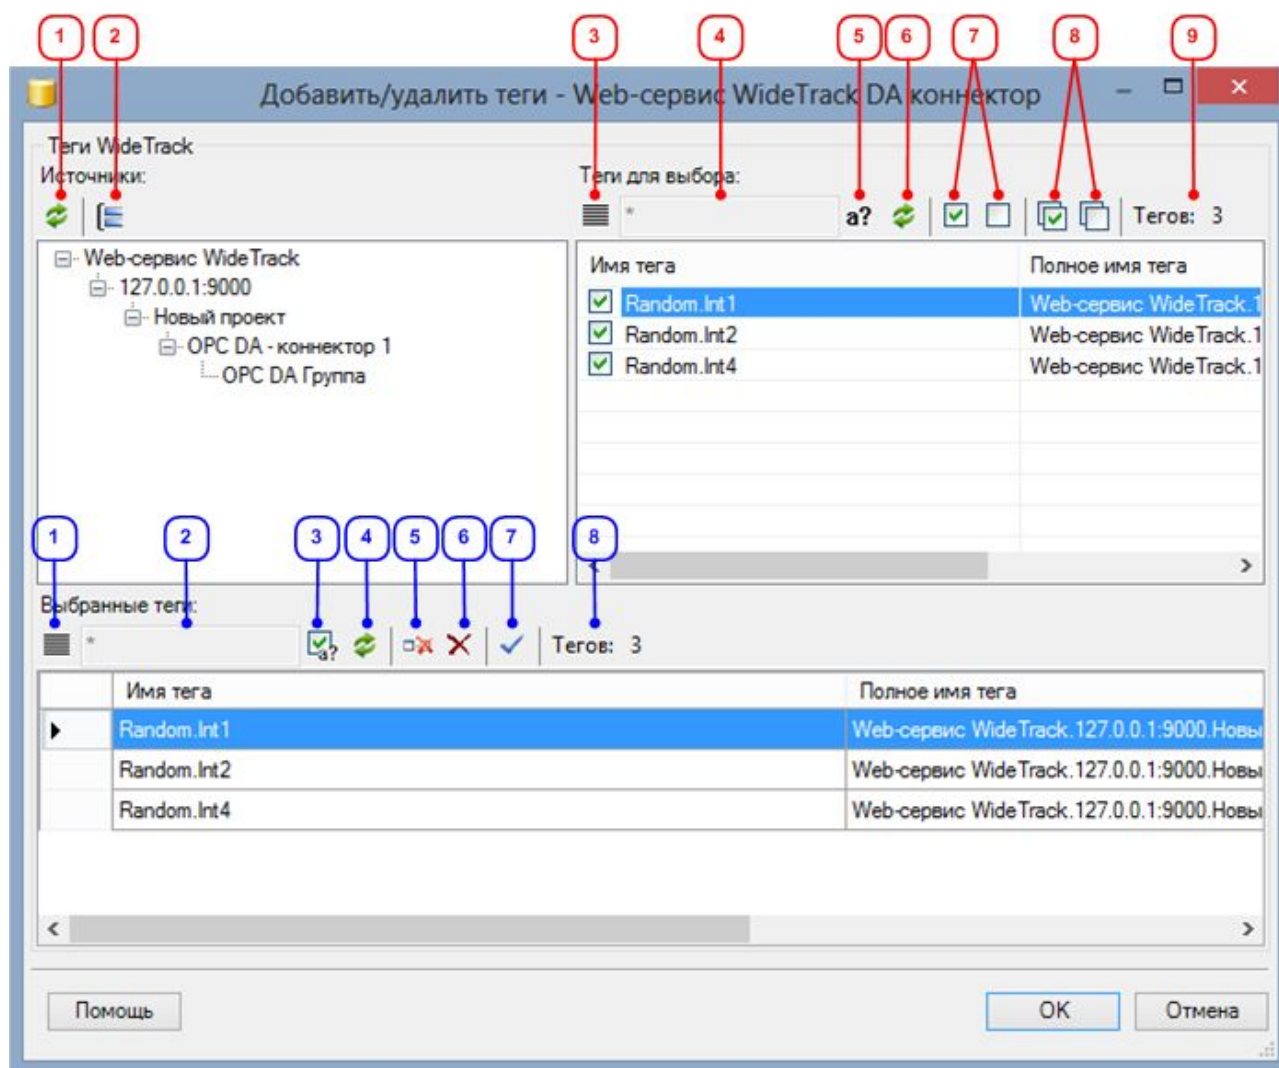 1 2 3 4 5 6 7 8 9
Добавить/удалить теги - Web-сервис WideTrack DA коннектор
Теги WideTrack
Источники:
Теги для выбора:
* a? Тегов: 3
Web-сервис WideTrack
127.0.0.1:9000
Новый проект
OPC DA - коннектор 1
OPC DA Группа
Имя тега Полное имя тега
Random.Int1 Web-сервис WideTrack.1
Random.Int2 Web-сервис WideTrack.1
Random.Int4 Web-сервис WideTrack.1
1 2 3 4 5 6 7 8
Выбранные теги:
* a? Тегов: 3
Имя тега Полное имя тега
Random.Int1 Web-сервис WideTrack.127.0.0.1:9000.Новы
Random.Int2 Web-сервис WideTrack.127.0.0.1:9000.Новы
Random.Int4 Web-сервис WideTrack.127.0.0.1:9000.Новы
Помощь OK Отмена